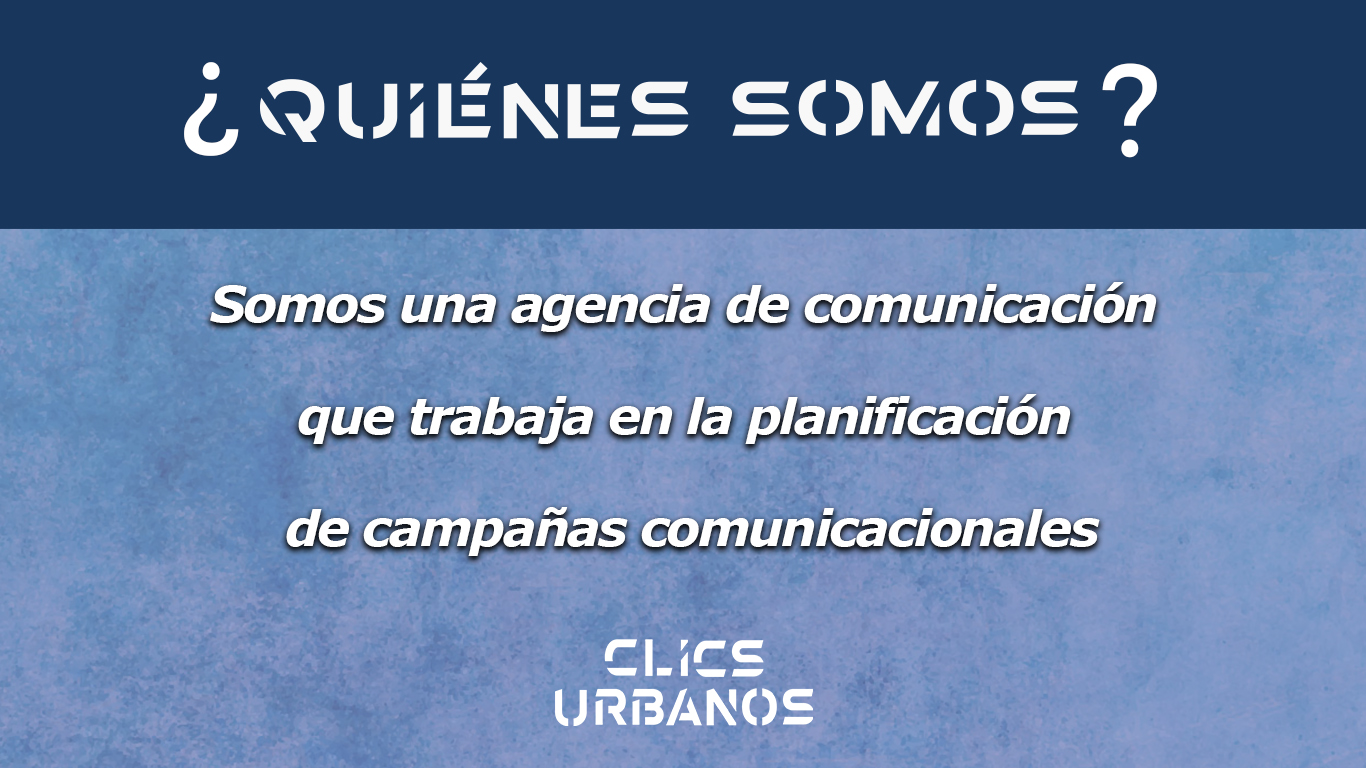 ¿QUIÉNES SOMOS?
Somos una agencia de comunicación
que trabaja en la planificación
de campañas comunicacionales
CLICS
URBANOS